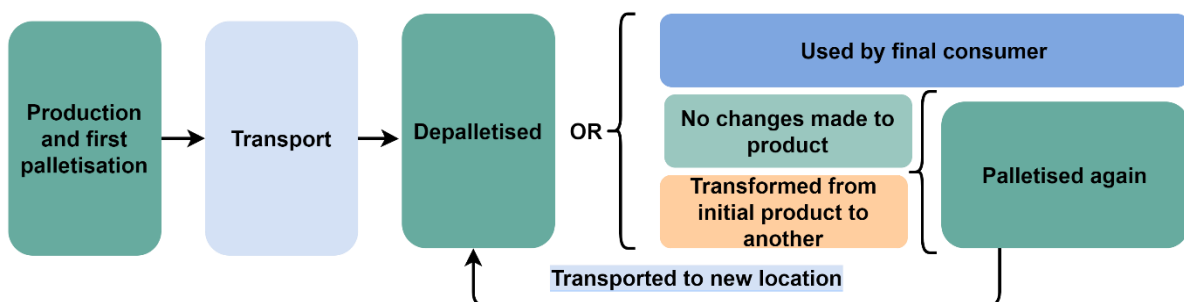 Production
and first
palletisation
Transport
Depalletised
OR
Used by final consumer
No changes made to
product
Transformed from
initial product to
another
Palletised again
Transported to new location